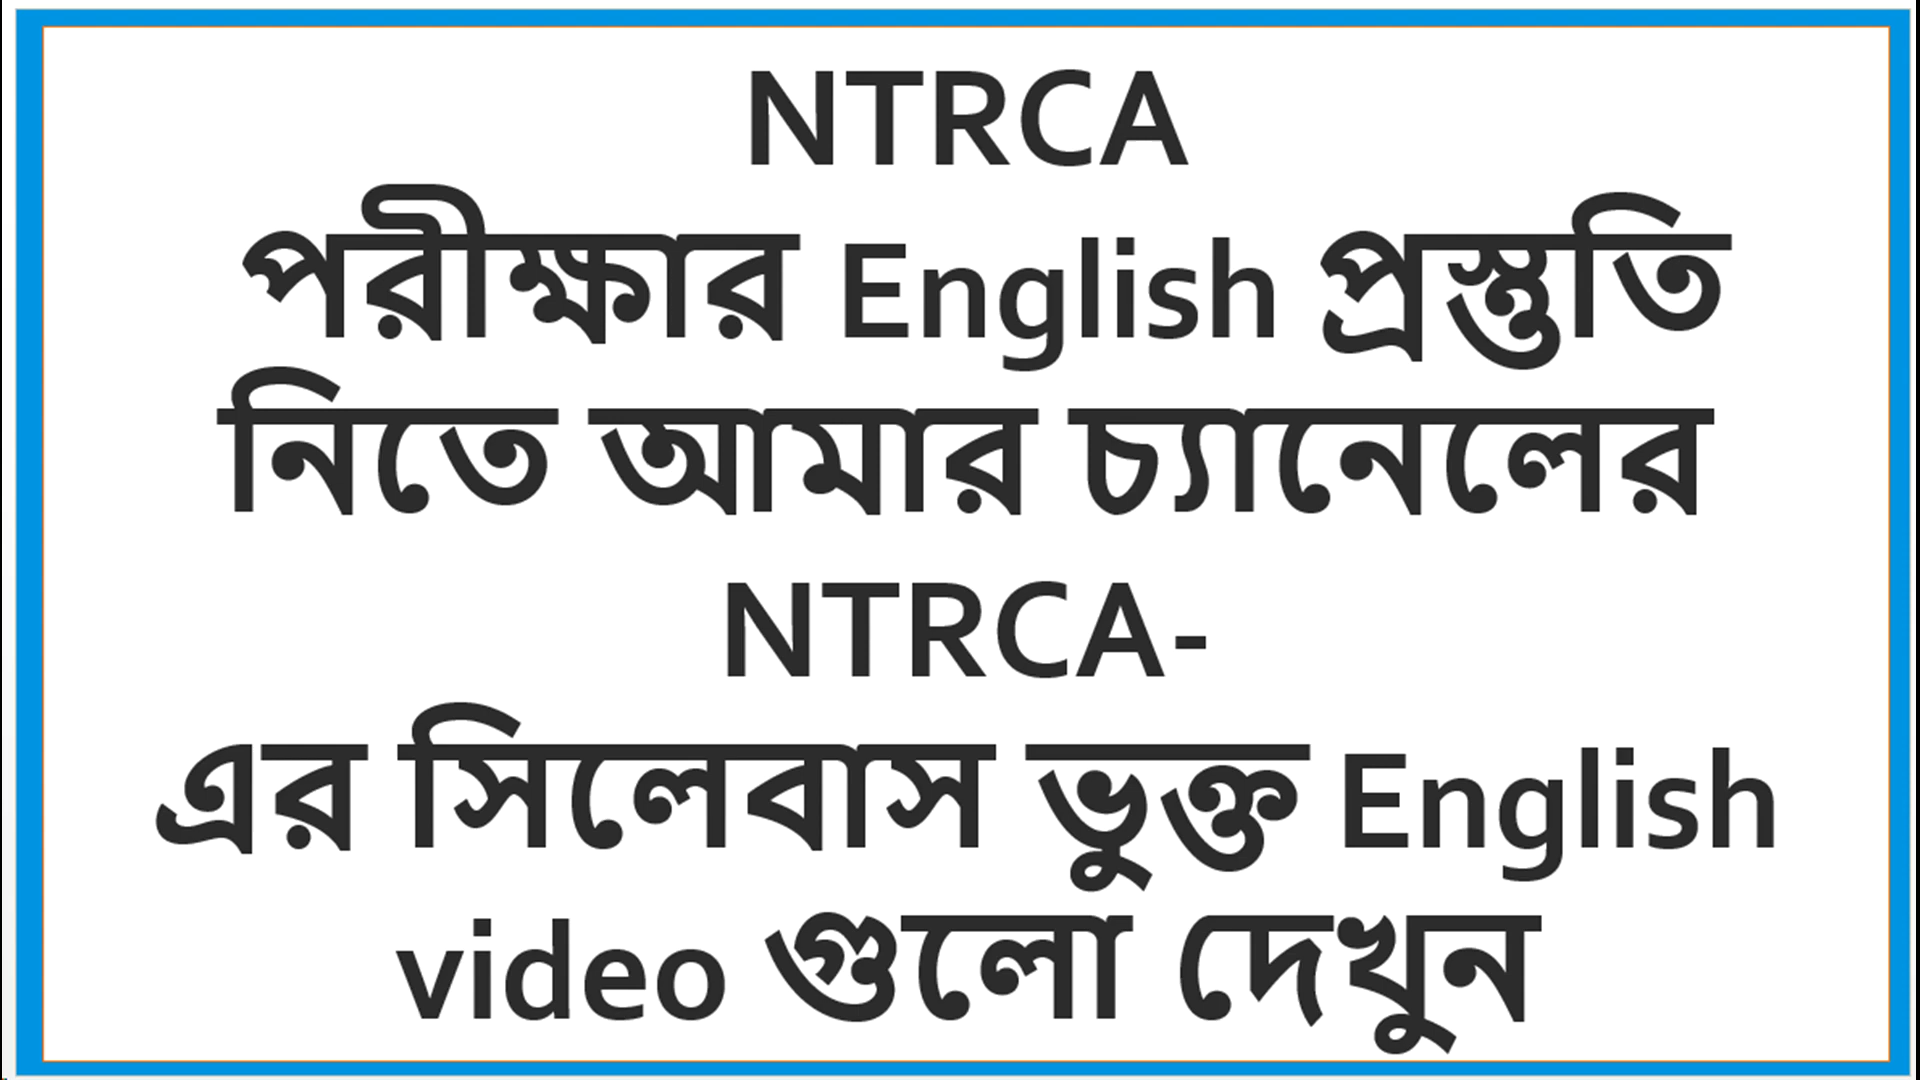 NTRCA
পরীক্ষার English প্রস্তুতি
নিতে আমার চ্যানেলের
NTRCA-
এর সিলেবাস ভুক্ত English
video গুলো দেখুন